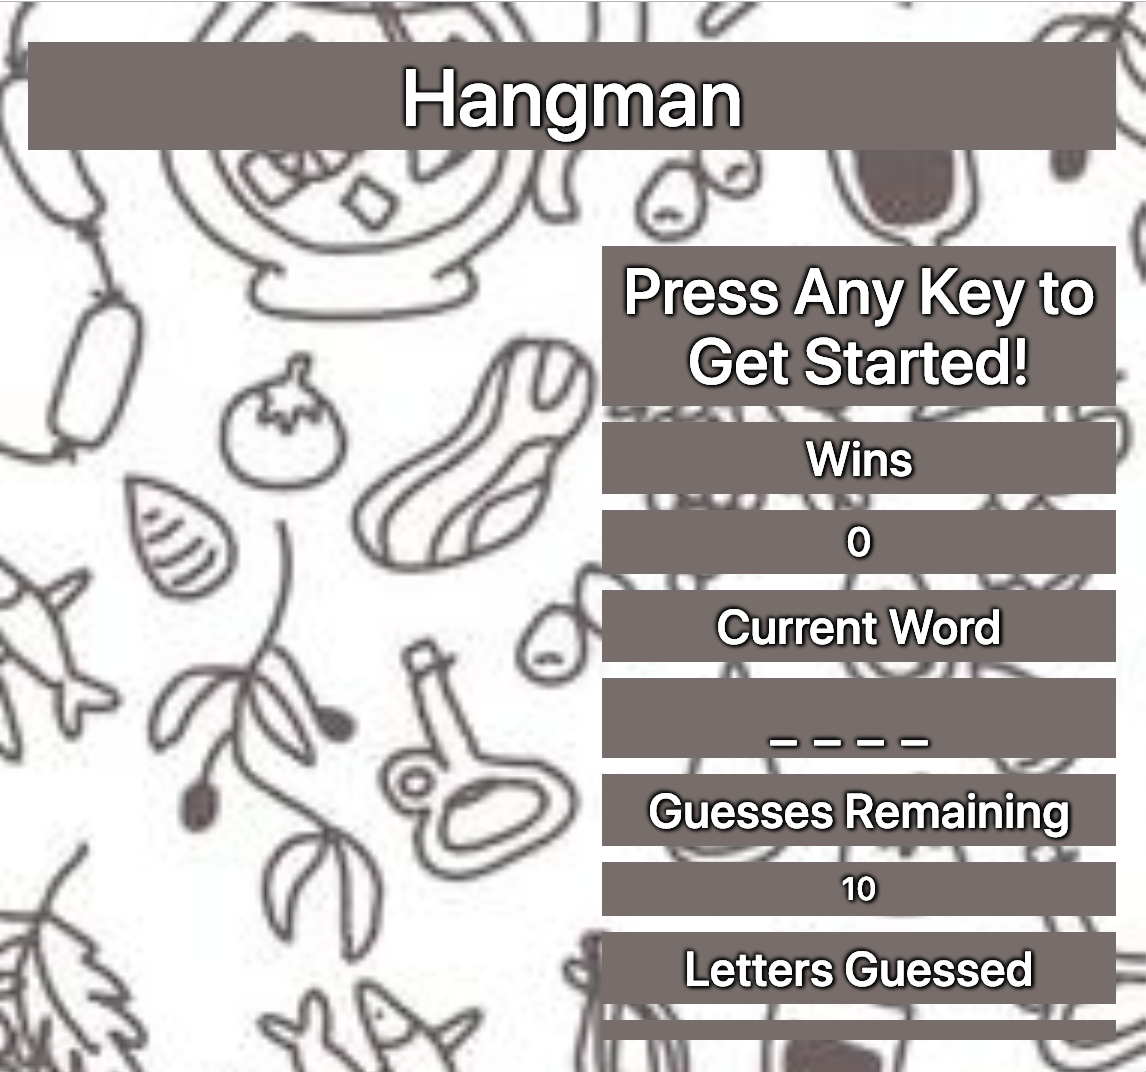 Hangman
Press Any Key to
Get Started!
Wins
0
Current Word
_ _ _ _
Guesses Remaining
10
Letters Guessed